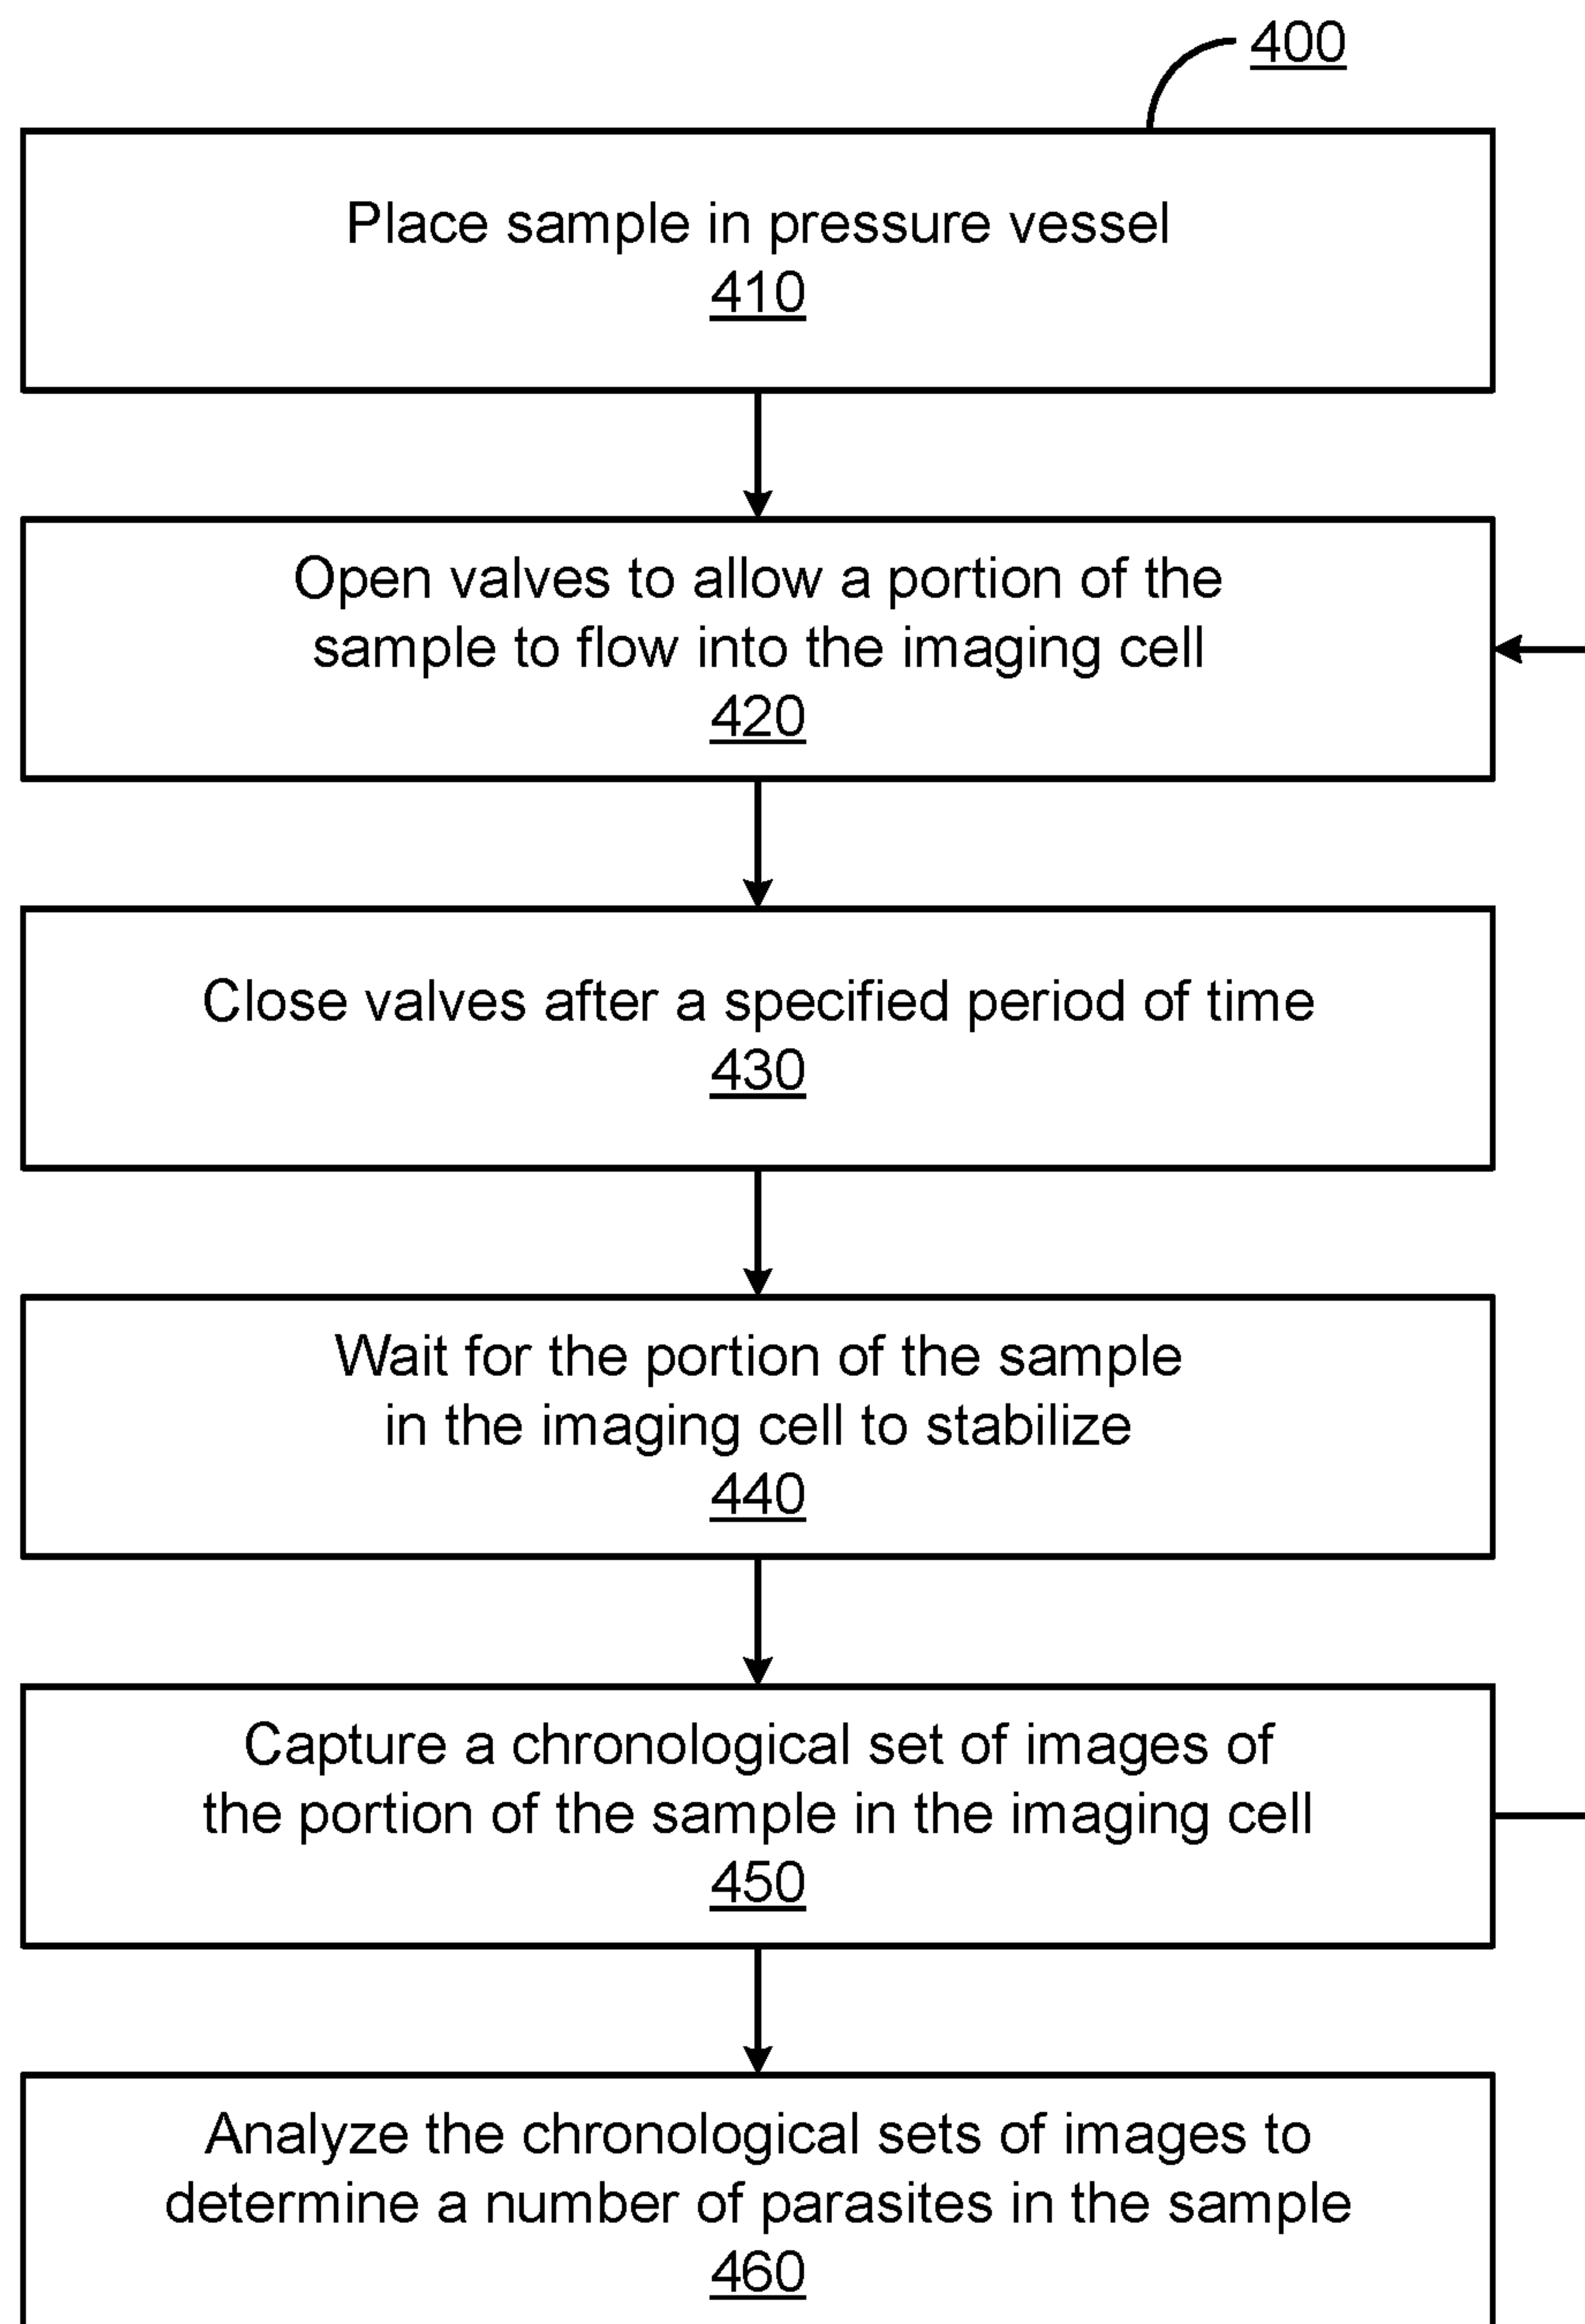 400
Place sample in pressure vessel
410
Open valves to allow a portion of the
sample to flow into the imaging cell
420
Close valves after a specified period of time
430
Wait for the portion of the sample
in the imaging cell to stabilize
440
Capture a chronological set of images of
the portion of the sample in the imaging cell
450
Analyze the chronological sets of images to
determine a number of parasites in the sample
460